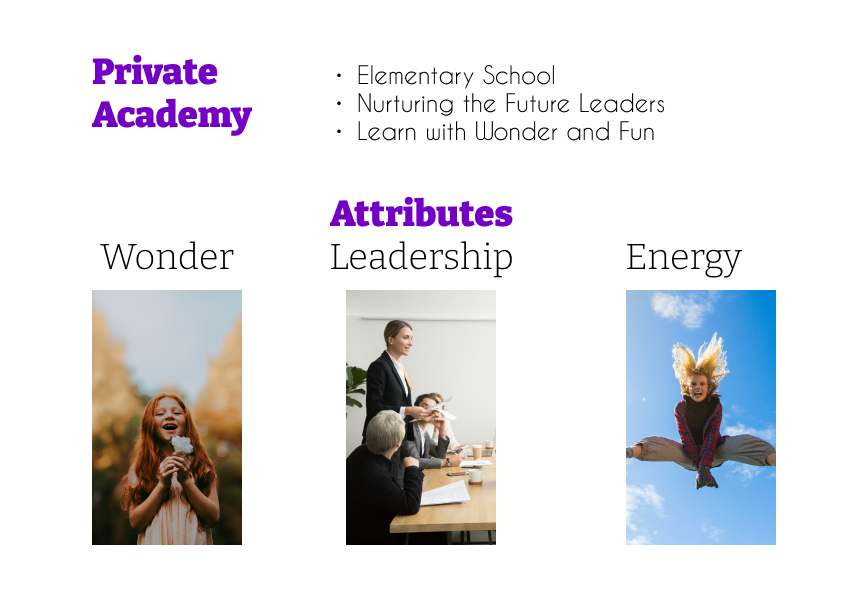 Private
Academy
• Elementary School
• Nurturing the Future Leaders
• Learn with Wonder and Fun
Attributes
Wonder
Leadership
Energy